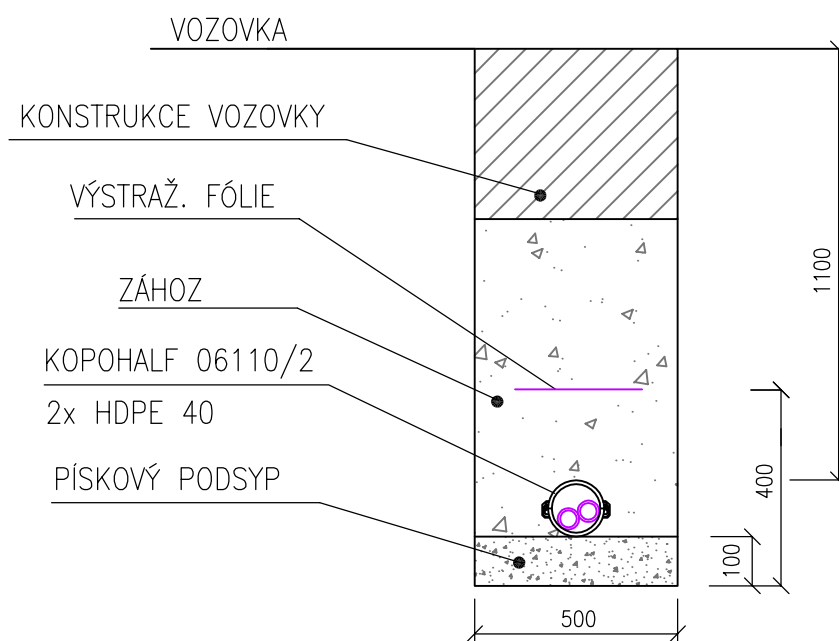 VOZOVKA
KONSTRUKCE VOZOVKY
VÝSTRAŽ. FÓLIE
ZÁHOZ
KOPOHALF 06110/2
2x HDPE 40
PÍSKOVÝ PODSYP
1100
400
100
500